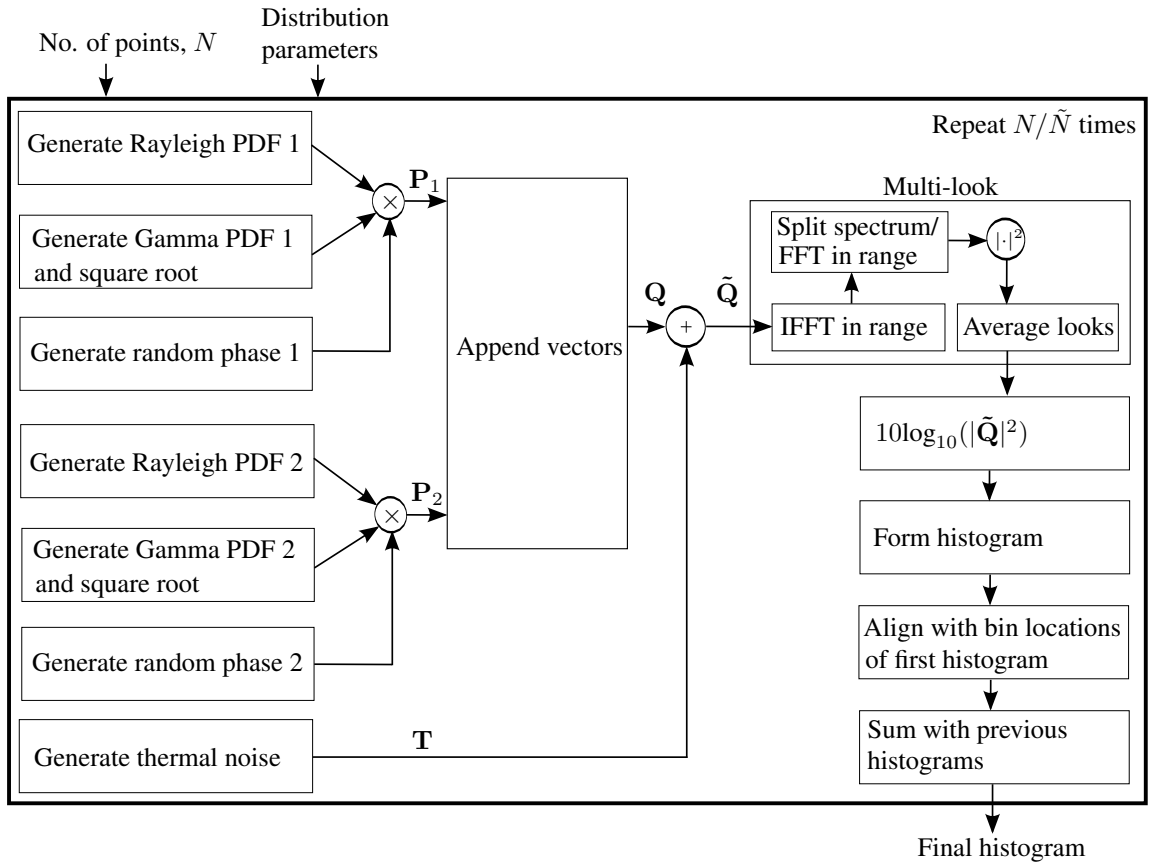 No. of points, N
Distribution
parameters
Repeat N/Ñ times
Generate Rayleigh PDF 1
Generate Gamma PDF 1
and square root
Generate random phase 1
×
P₁
Generate Rayleigh PDF 2
Generate Gamma PDF 2
and square root
Generate random phase 2
×
P₂
Generate thermal noise
T
Append vectors
Q
+
Q̃
Multi-look
Split spectrum/
FFT in range
|·|²
IFFT in range
Average looks
10log₁₀(|Q̃|²)
Form histogram
Align with bin locations
of first histogram
Sum with previous
histograms
Final histogram